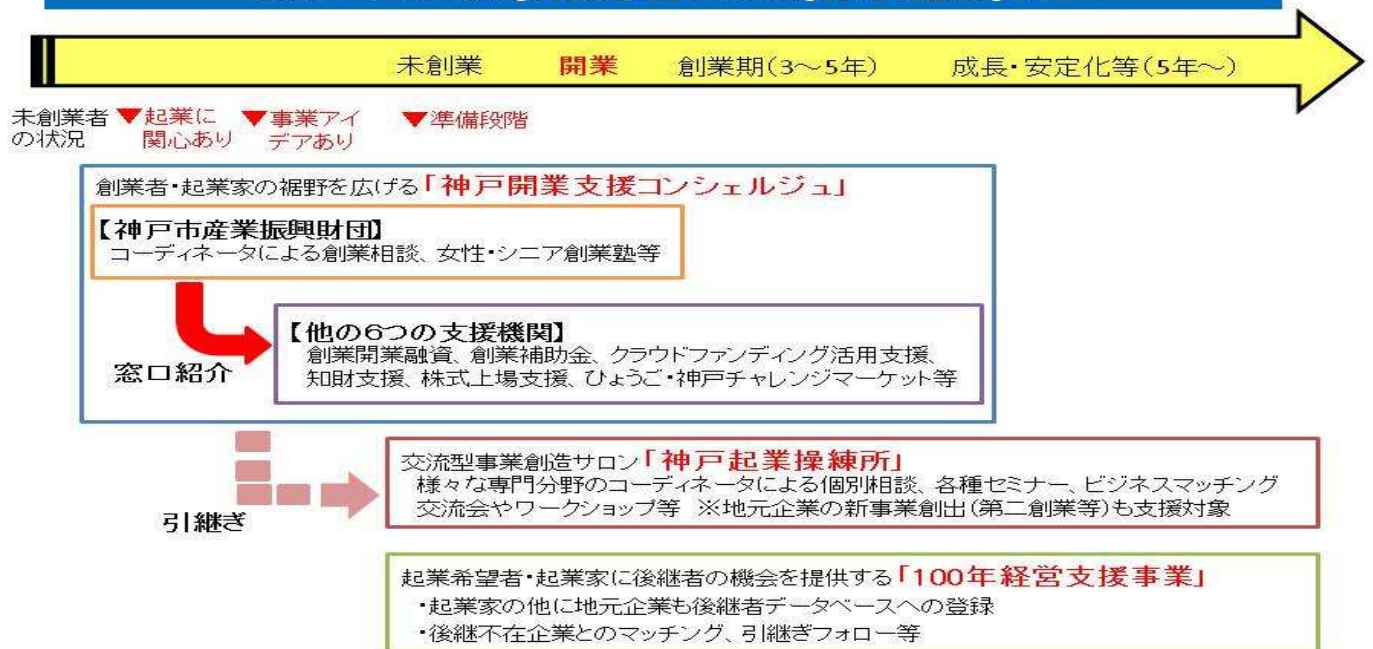 未創業 開業 創業期(3～5年) 成長・安定化等(5年～)
未創業者
の状況
▼起業に
関心あり
▼事業アイ
デアあり
▼準備段階
創業者・起業家の裾野を広げる「神戸開業支援コンシェルジュ」
【神戸市産業振興財団】
コーディネータによる創業相談、女性・シニア創業塾等
窓口紹介
【他の6つの支援機関】
創業開業融資、創業補助金、クラウドファンディング活用支援、
知財支援、株式上場支援、ひょうご・神戸チャレンジマーケット等
引継ぎ
交流型事業創造サロン「神戸起業操練所」
様々な専門分野のコーディネータによる個別相談、各種セミナー、ビジネスマッチング
交流会やワークショップ等 ※地元企業の新事業創出(第二創業等)も支援対象
起業希望者・起業家に後継者の機会を提供する「100年経営支援事業」
・起業家の他に地元企業も後継者データベースへの登録
・後継不在企業とのマッチング、引継ぎフォロー等